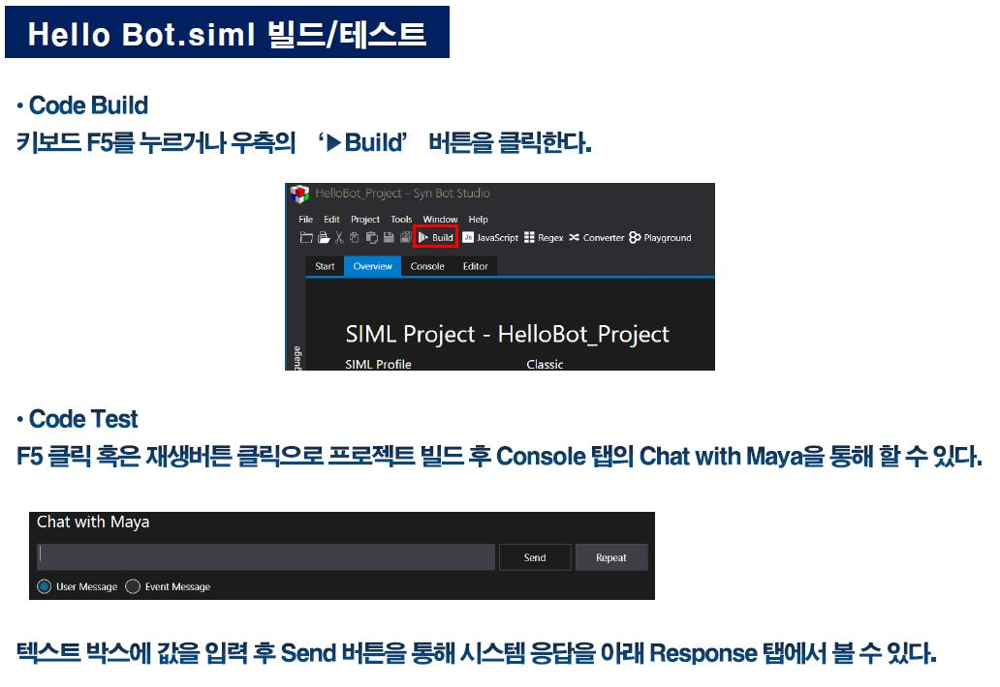 Hello Bot.siml 빌드/테스트
• Code Build
키보드 F5를 누르거나 우측의 ‘▶Build’ 버튼을 클릭한다.
HelloBot_Project - Syn Bot Studio
File Edit Project Tools Window Help
Build JS JavaScript Regex Converter Playground
Start Overview Console Editor
SIML Project - HelloBot_Project
SIML Profile Classic
• Code Test
F5 클릭 혹은 재생버튼 클릭으로 프로젝트 빌드 후 Console 탭의 Chat with Maya을 통해 할 수 있다.
Chat with Maya
Send Repeat
User Message Event Message
텍스트 박스에 값을 입력 후 Send 버튼을 통해 시스템 응답을 아래 Response 탭에서 볼 수 있다.